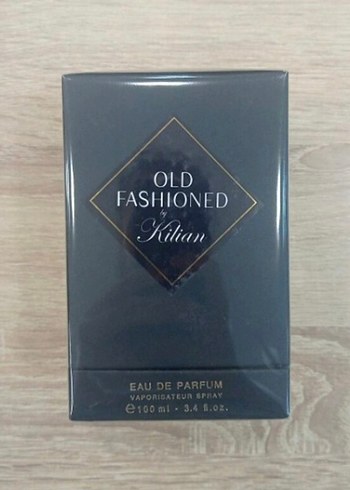 OLD
FASHIONED
by
Kilian
EAU DE PARFUM
VAPORISATEUR SPRAY
℮100 ml - 3.4 fl.oz.